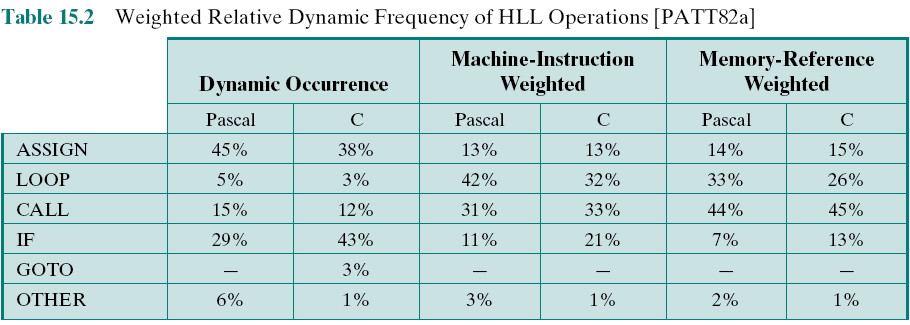 Table 15.2 Weighted Relative Dynamic Frequency of HLL Operations [PATT82a]
Dynamic Occurrence Machine-Instruction Weighted Memory-Reference Weighted
Pascal C Pascal C Pascal C
ASSIGN 45% 38% 13% 13% 14% 15%
LOOP 5% 3% 42% 32% 33% 26%
CALL 15% 12% 31% 33% 44% 45%
IF 29% 43% 11% 21% 7% 13%
GOTO — 3% — — — —
OTHER 6% 1% 3% 1% 2% 1%